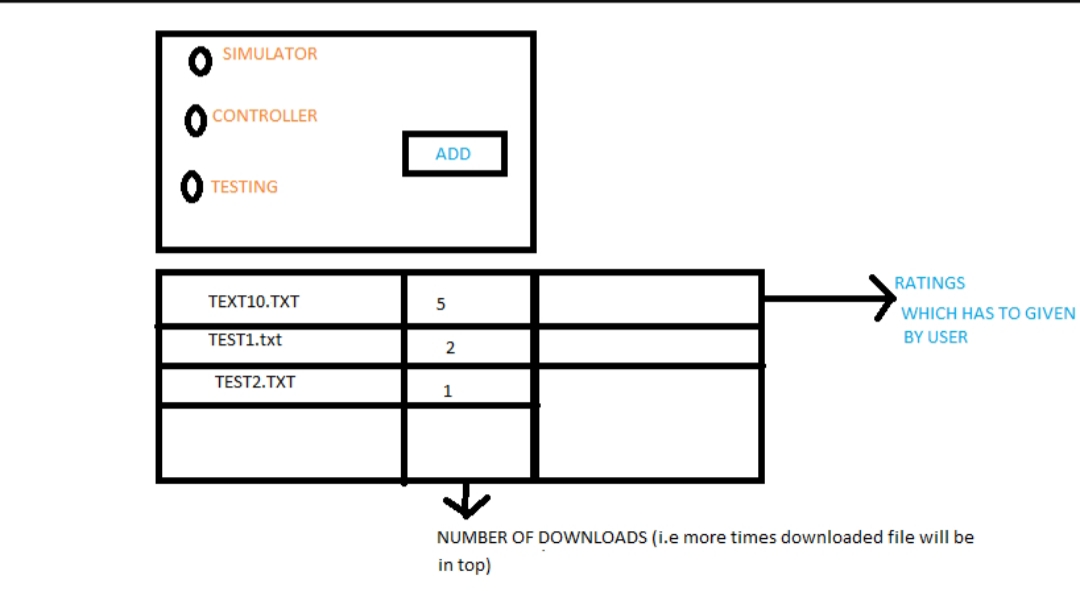 SIMULATOR
CONTROLLER
ADD
TESTING
TEXT10.TXT 5
RATINGS
WHICH HAS TO GIVEN
BY USER
TEST1.txt 2
TEST2.TXT 1
NUMBER OF DOWNLOADS (i.e more times downloaded file will be
in top)